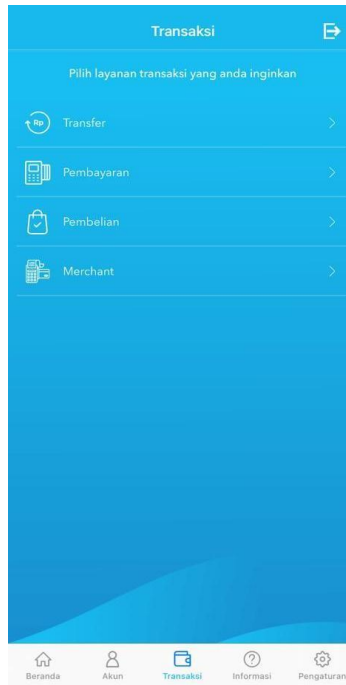 Transaksi
Pilih layanan transaksi yang anda inginkan
Rp Transfer
Pembayaran
Pembelian
Merchant
Beranda Akun Transaksi Informasi Pengaturan